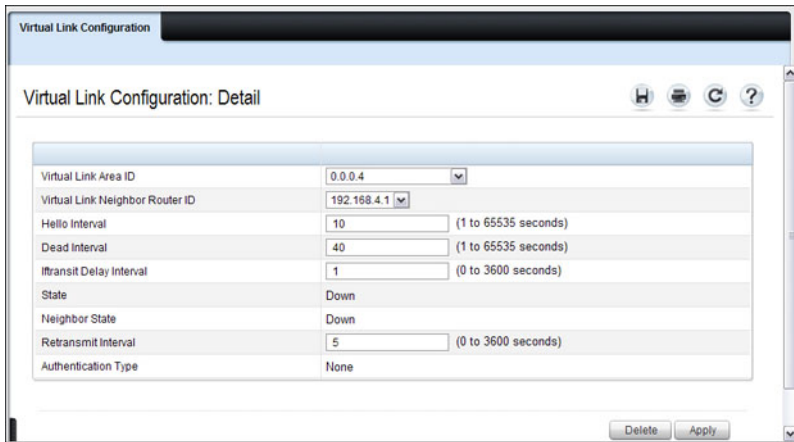 Virtual Link Configuration
Virtual Link Configuration: Detail
Virtual Link Area ID 0.0.0.4
Virtual Link Neighbor Router ID 192.168.4.1
Hello Interval 10 (1 to 65535 seconds)
Dead Interval 40 (1 to 65535 seconds)
Iftransit Delay Interval 1 (0 to 3600 seconds)
State Down
Neighbor State Down
Retransmit Interval 5 (0 to 3600 seconds)
Authentication Type None
Delete Apply